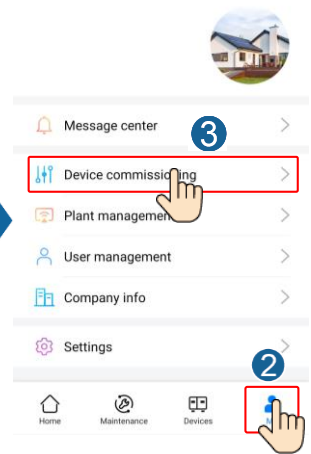 Message center
3
Device commissioning
Plant management
User management
Company info
Settings
2
Home Maintenance Devices